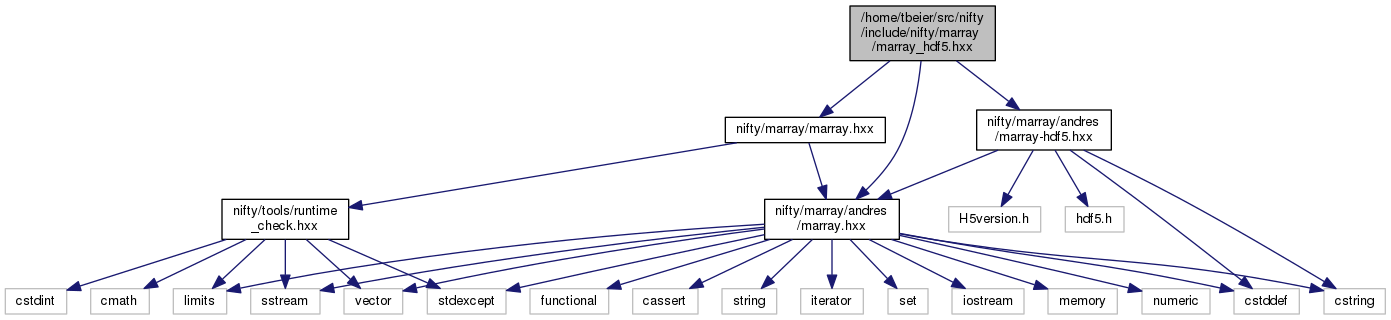 /home/tbeier/src/nifty
/include/nifty/marray
/marray_hdf5.hxx
nifty/marray/marray.hxx
nifty/marray/andres
/marray-hdf5.hxx
nifty/tools/runtime
_check.hxx
nifty/marray/andres
/marray.hxx
H5version.h
hdf5.h
cstdint
cmath
limits
sstream
vector
stdexcept
functional
cassert
string
iterator
set
iostream
memory
numeric
cstddef
cstring